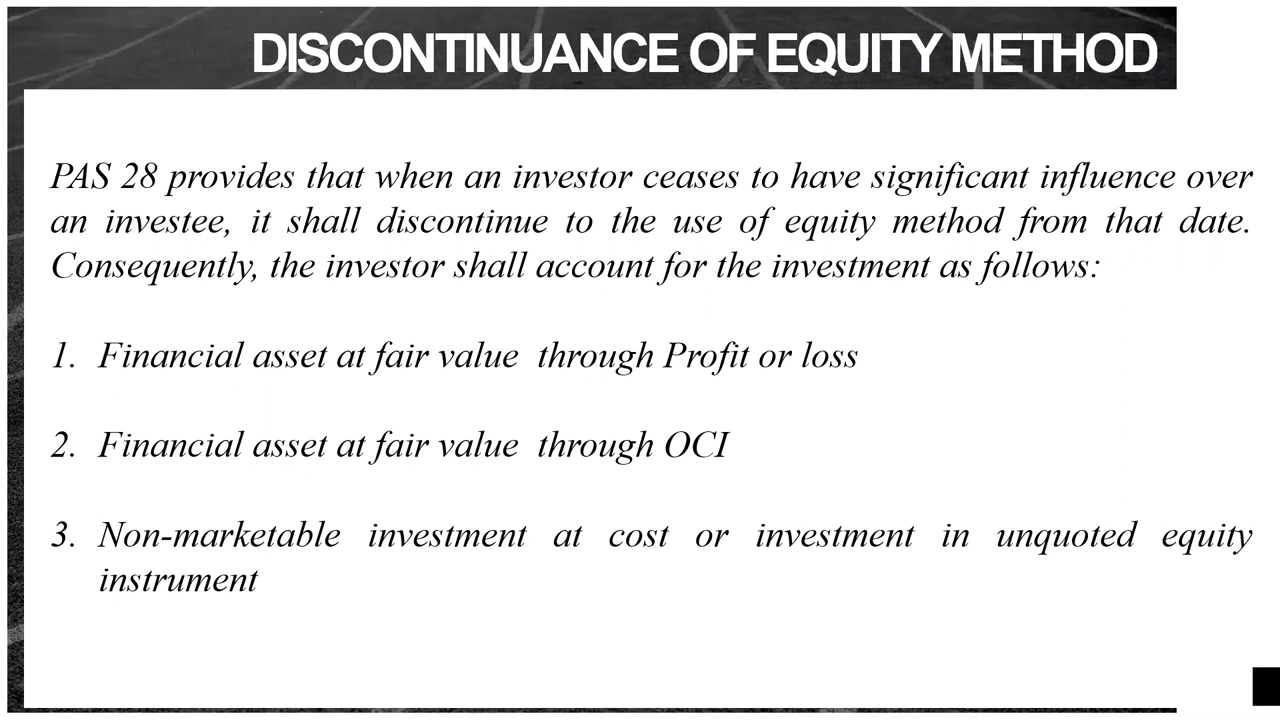 DISCONTINUANCE OF EQUITY METHOD
PAS 28 provides that when an investor ceases to have significant influence over
an investee, it shall discontinue to the use of equity method from that date.
Consequently, the investor shall account for the investment as follows:
1. Financial asset at fair value through Profit or loss
2. Financial asset at fair value through OCI
3. Non-marketable investment at cost or investment in unquoted equity
instrument